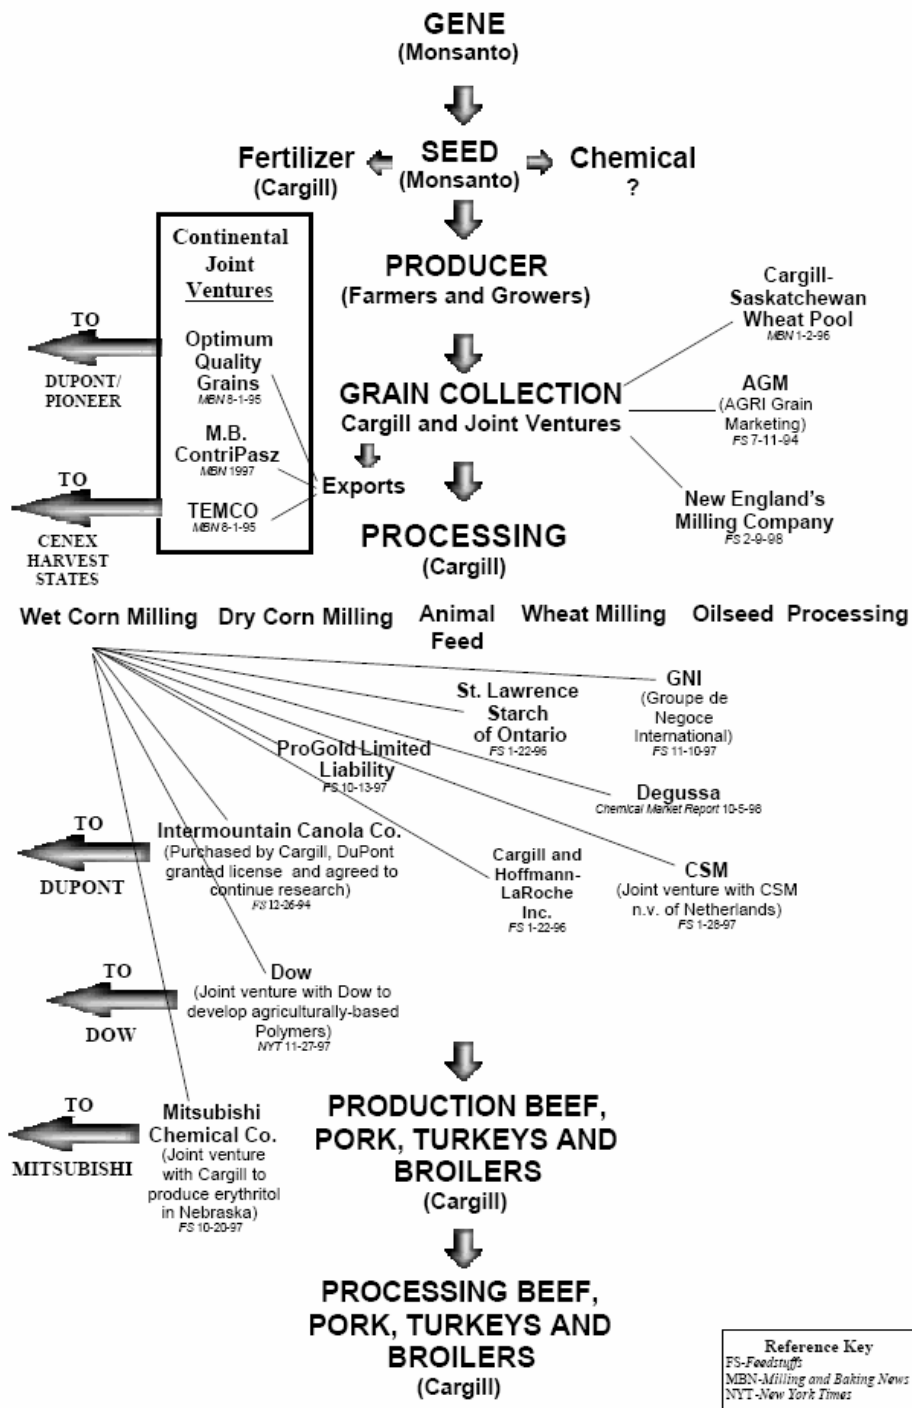 GENE
(Monsanto)
Fertilizer
(Cargill)
SEED
(Monsanto)
Chemical
?
Continental
Joint
Ventures
PRODUCER
(Farmers and Growers)
Cargill-
Saskatchewan
Wheat Pool
MBN 1-2-96
TO
DUPONT/
PIONEER
Optimum
Quality
Grains
MBN 8-1-95
GRAIN COLLECTION
Cargill and Joint Ventures
AGM
(AGRI Grain
Marketing)
FS 7-11-94
M.B.
ContriPasz
MBN 1997
Exports
TO
CENEX
HARVEST
STATES
TEMCO
MBN 8-1-95
New England's
Milling Company
FS 2-9-98
PROCESSING
(Cargill)
Wet Corn Milling
Dry Corn Milling
Animal
Feed
Wheat Milling
Oilseed Processing
GNI
(Groupe de
Negoce
International)
FS 11-10-97
St. Lawrence
Starch
of Ontario
FS 1-22-96
ProGold Limited
Liability
FS 10-13-97
Degussa
Chemical Market Report 10-5-98
TO
DUPONT
Intermountain Canola Co.
(Purchased by Cargill, DuPont
granted license and agreed to
continue research)
FS 12-26-94
Cargill and
Hoffmann-
LaRoche
Inc.
FS 1-22-96
CSM
(Joint venture with CSM
n.v. of Netherlands)
FS 1-28-97
TO
DOW
Dow
(Joint venture with Dow to
develop agriculturally-based
Polymers)
NYT 11-27-97
TO
MITSUBISHI
Mitsubishi
Chemical Co.
(Joint venture
with Cargill to
produce erythritol
in Nebraska)
FS 10-20-97
PRODUCTION BEEF,
PORK, TURKEYS AND
BROILERS
(Cargill)
PROCESSING BEEF,
PORK, TURKEYS AND
BROILERS
(Cargill)
Reference Key
FS-Feedstuffs
MBN-Milling and Baking News
NYT-New York Times